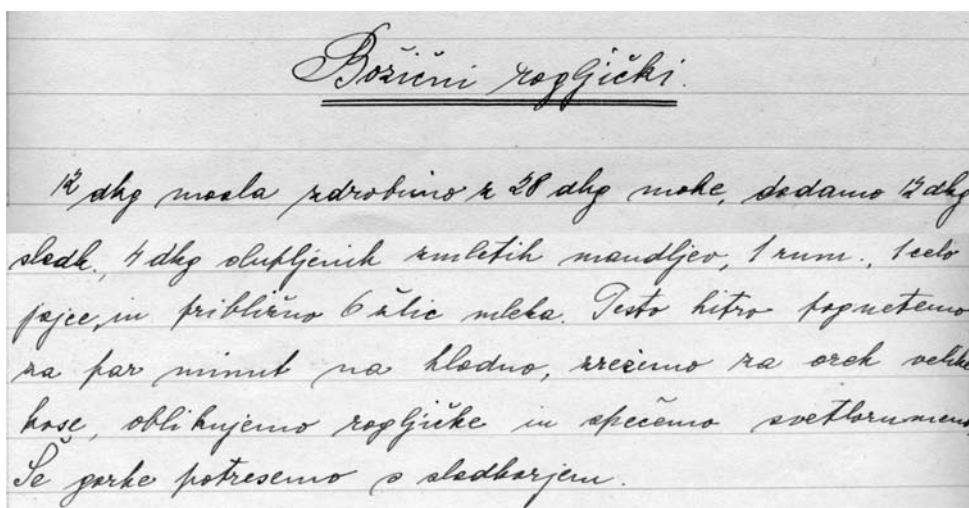 Božični rogljički.
12 dkg masla zdrobimo z 28 dkg moke, dodamo 12 dkg
sladk., 4 dkg olupljenih zmletih mandljev, 1 rum., 1 celo
jajce, in približno 6 žlic mleka. Testo hitro pognetemo
za par minut na hladno, zrežemo za oreh velike
kose, oblikujemo rogljičke in spečemo svetlorumeno
Še gorke potresemo s sladkorjem.